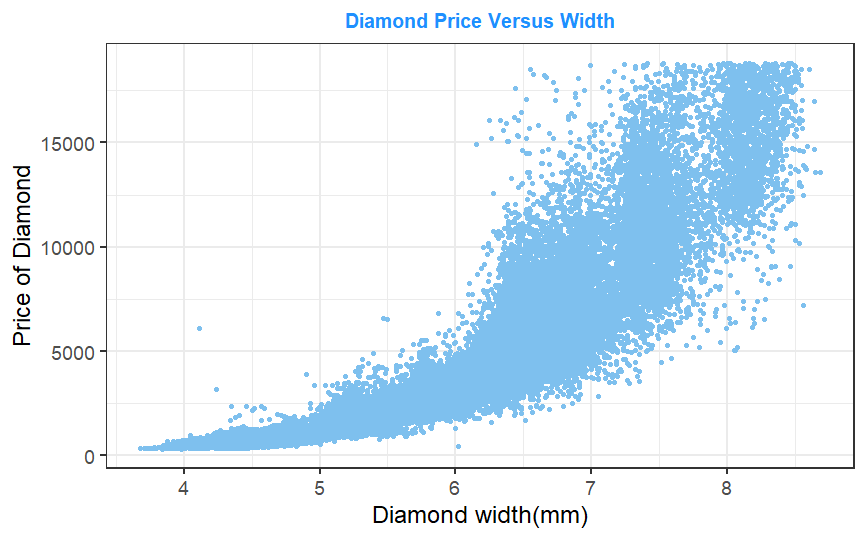 Diamond Price Versus Width
Price of Diamond
15000
10000
5000
0
4 5 6 7 8
Diamond width(mm)